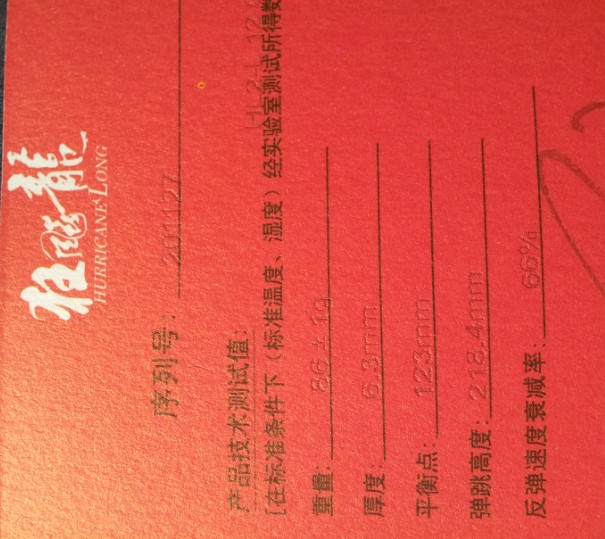 狂飚龍
HURRICANE LONG
序列号：201127
产品技术测试值：
[在标准条件下（标准温度、湿度）经实验室测试所得数
重量：86±1g
厚度：6.3mm
平衡点：123mm
弹跳高度：218.4mm
反弹速度衰减率：66%